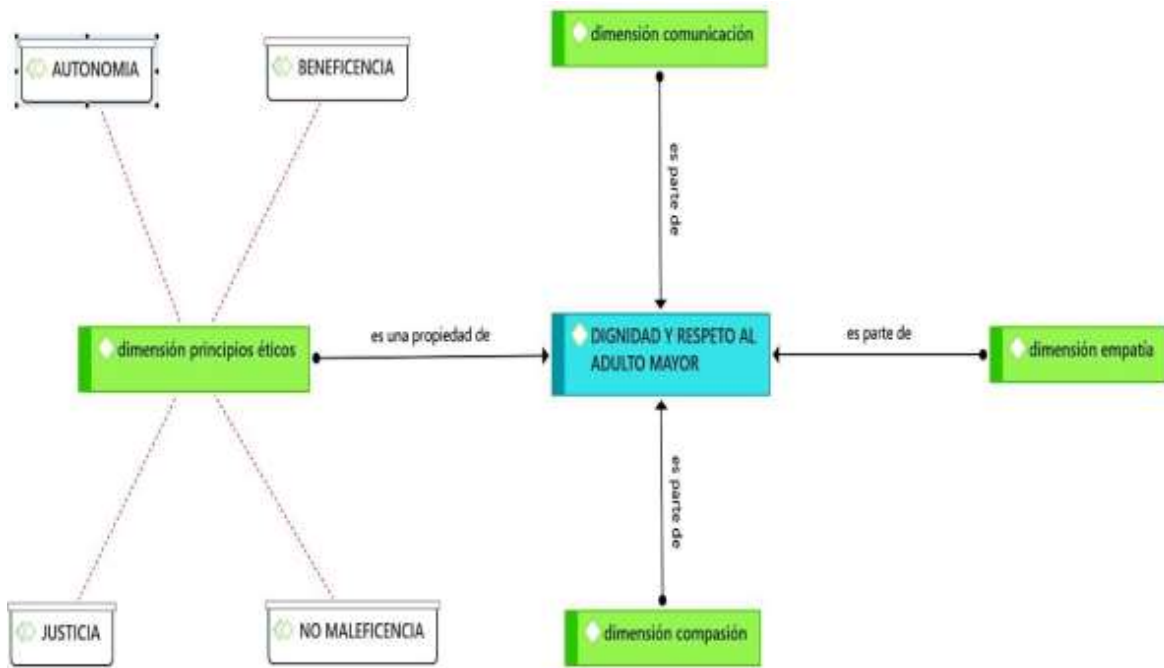 dimensión comunicación
AUTONOMIA
BENEFICENCIA
es parte de
dimensión principios éticos
es una propiedad de
DIGNIDAD Y RESPETO AL
ADULTO MAYOR
es parte de
dimensión empatía
es parte de
JUSTICIA
NO MALEFICENCIA
dimensión compasión